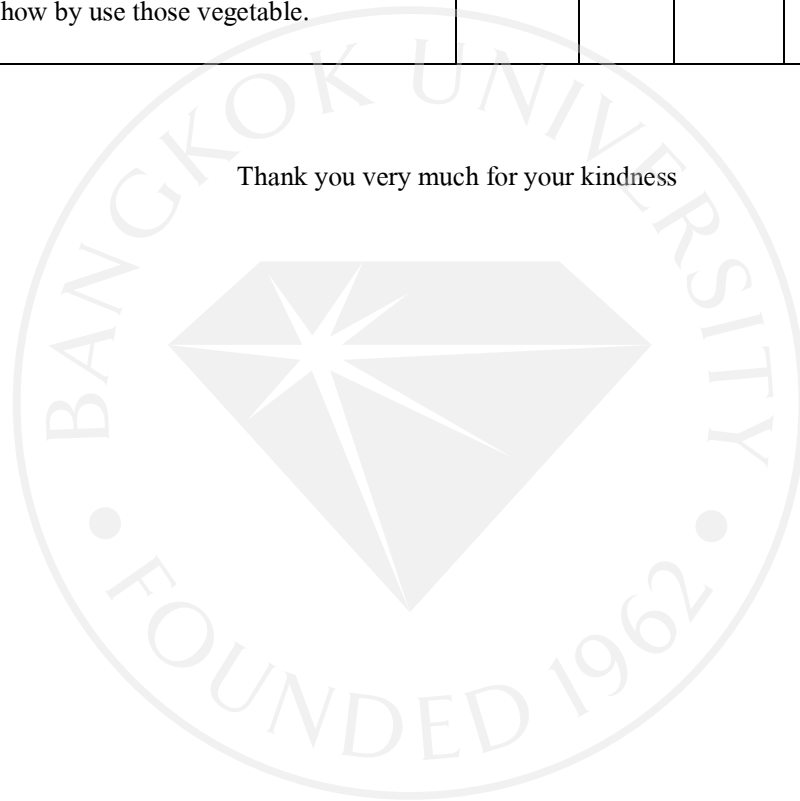 how by use those vegetable.
Thank you very much for your kindness
BANGKOK UNIVERSITY
FOUNDED 1962